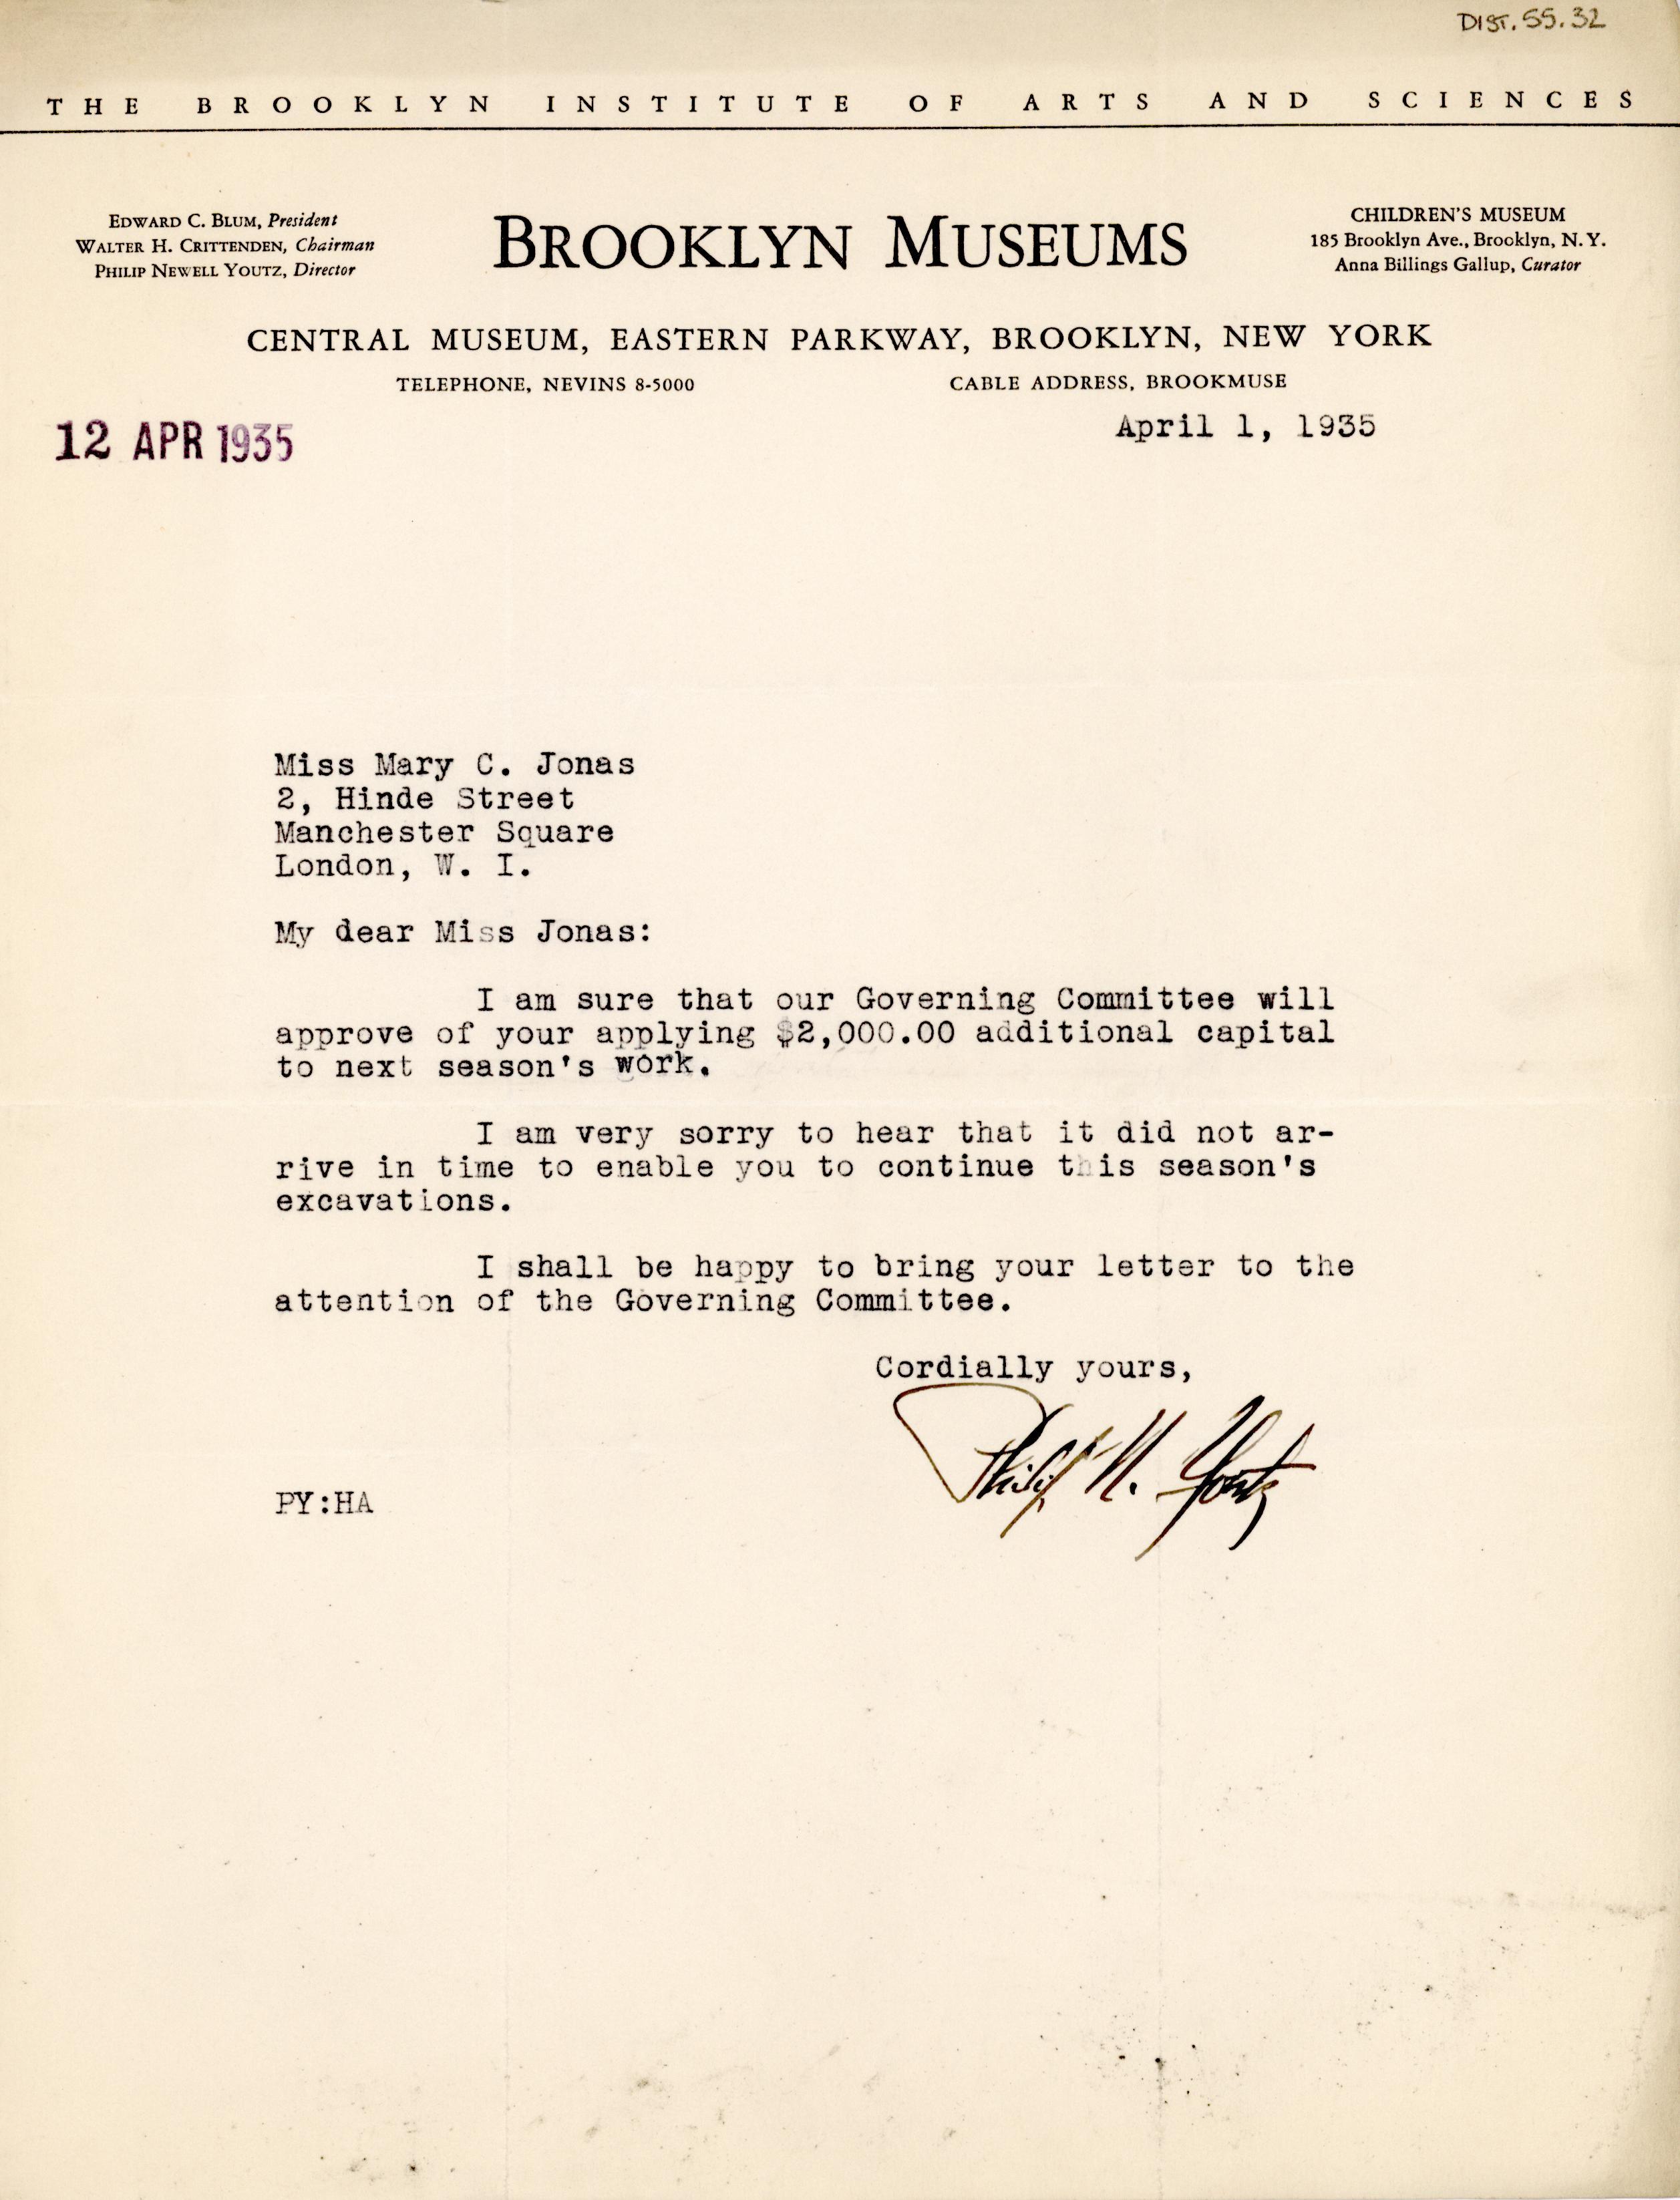 DIST. 55.32
THE BROOKLYN INSTITUTE OF ARTS AND SCIENCES
EDWARD C. BLUM, President
WALTER H. CRITTENDEN, Chairman
PHILIP NEWELL YOUTZ, Director
BROOKLYN MUSEUMS
CHILDREN'S MUSEUM
185 Brooklyn Ave., Brooklyn, N. Y.
Anna Billings Gallup, Curator
CENTRAL MUSEUM, EASTERN PARKWAY, BROOKLYN, NEW YORK
TELEPHONE, NEVINS 8-5000
CABLE ADDRESS, BROOKMUSE
12 APR 1935
April 1, 1935
Miss Mary C. Jonas
2, Hinde Street
Manchester Square
London, W. I.
My dear Miss Jonas:
I am sure that our Governing Committee will
approve of your applying $2,000.00 additional capital
to next season's work.
I am very sorry to hear that it did not ar-
rive in time to enable you to continue this season's
excavations.
I shall be happy to bring your letter to the
attention of the Governing Committee.
Cordially yours,
Philip N. Youtz
PY:HA